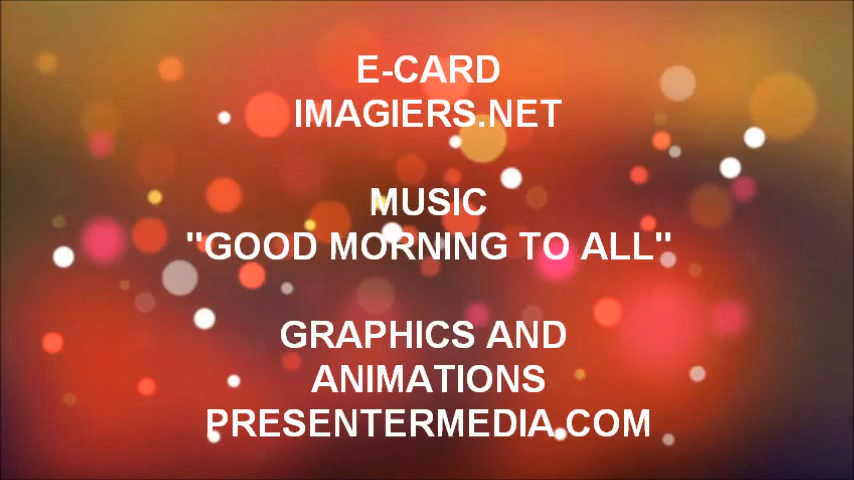 E-CARD
IMAGIERS.NET
MUSIC
"GOOD MORNING TO ALL"
GRAPHICS AND
ANIMATIONS
PRESENTERMEDIA.COM